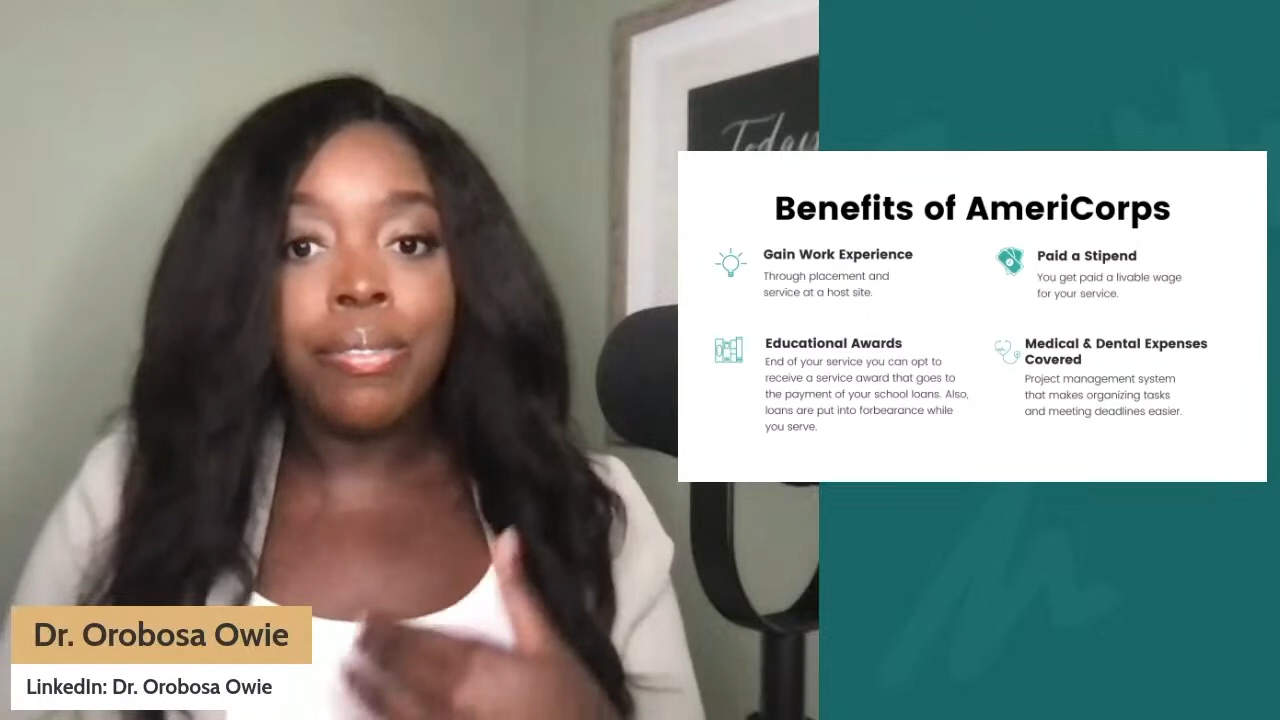 Today
Benefits of AmeriCorps
Gain Work Experience
Through placement and
service at a host site.
Paid a Stipend
You get paid a livable wage
for your service.
Educational Awards
End of your service you can opt to
receive a service award that goes to
the payment of your school loans. Also,
loans are put into forbearance while
you serve.
Medical & Dental Expenses
Covered
Project management system
that makes organizing tasks
and meeting deadlines easier.
Dr. Orobosa Owie
LinkedIn: Dr. Orobosa Owie